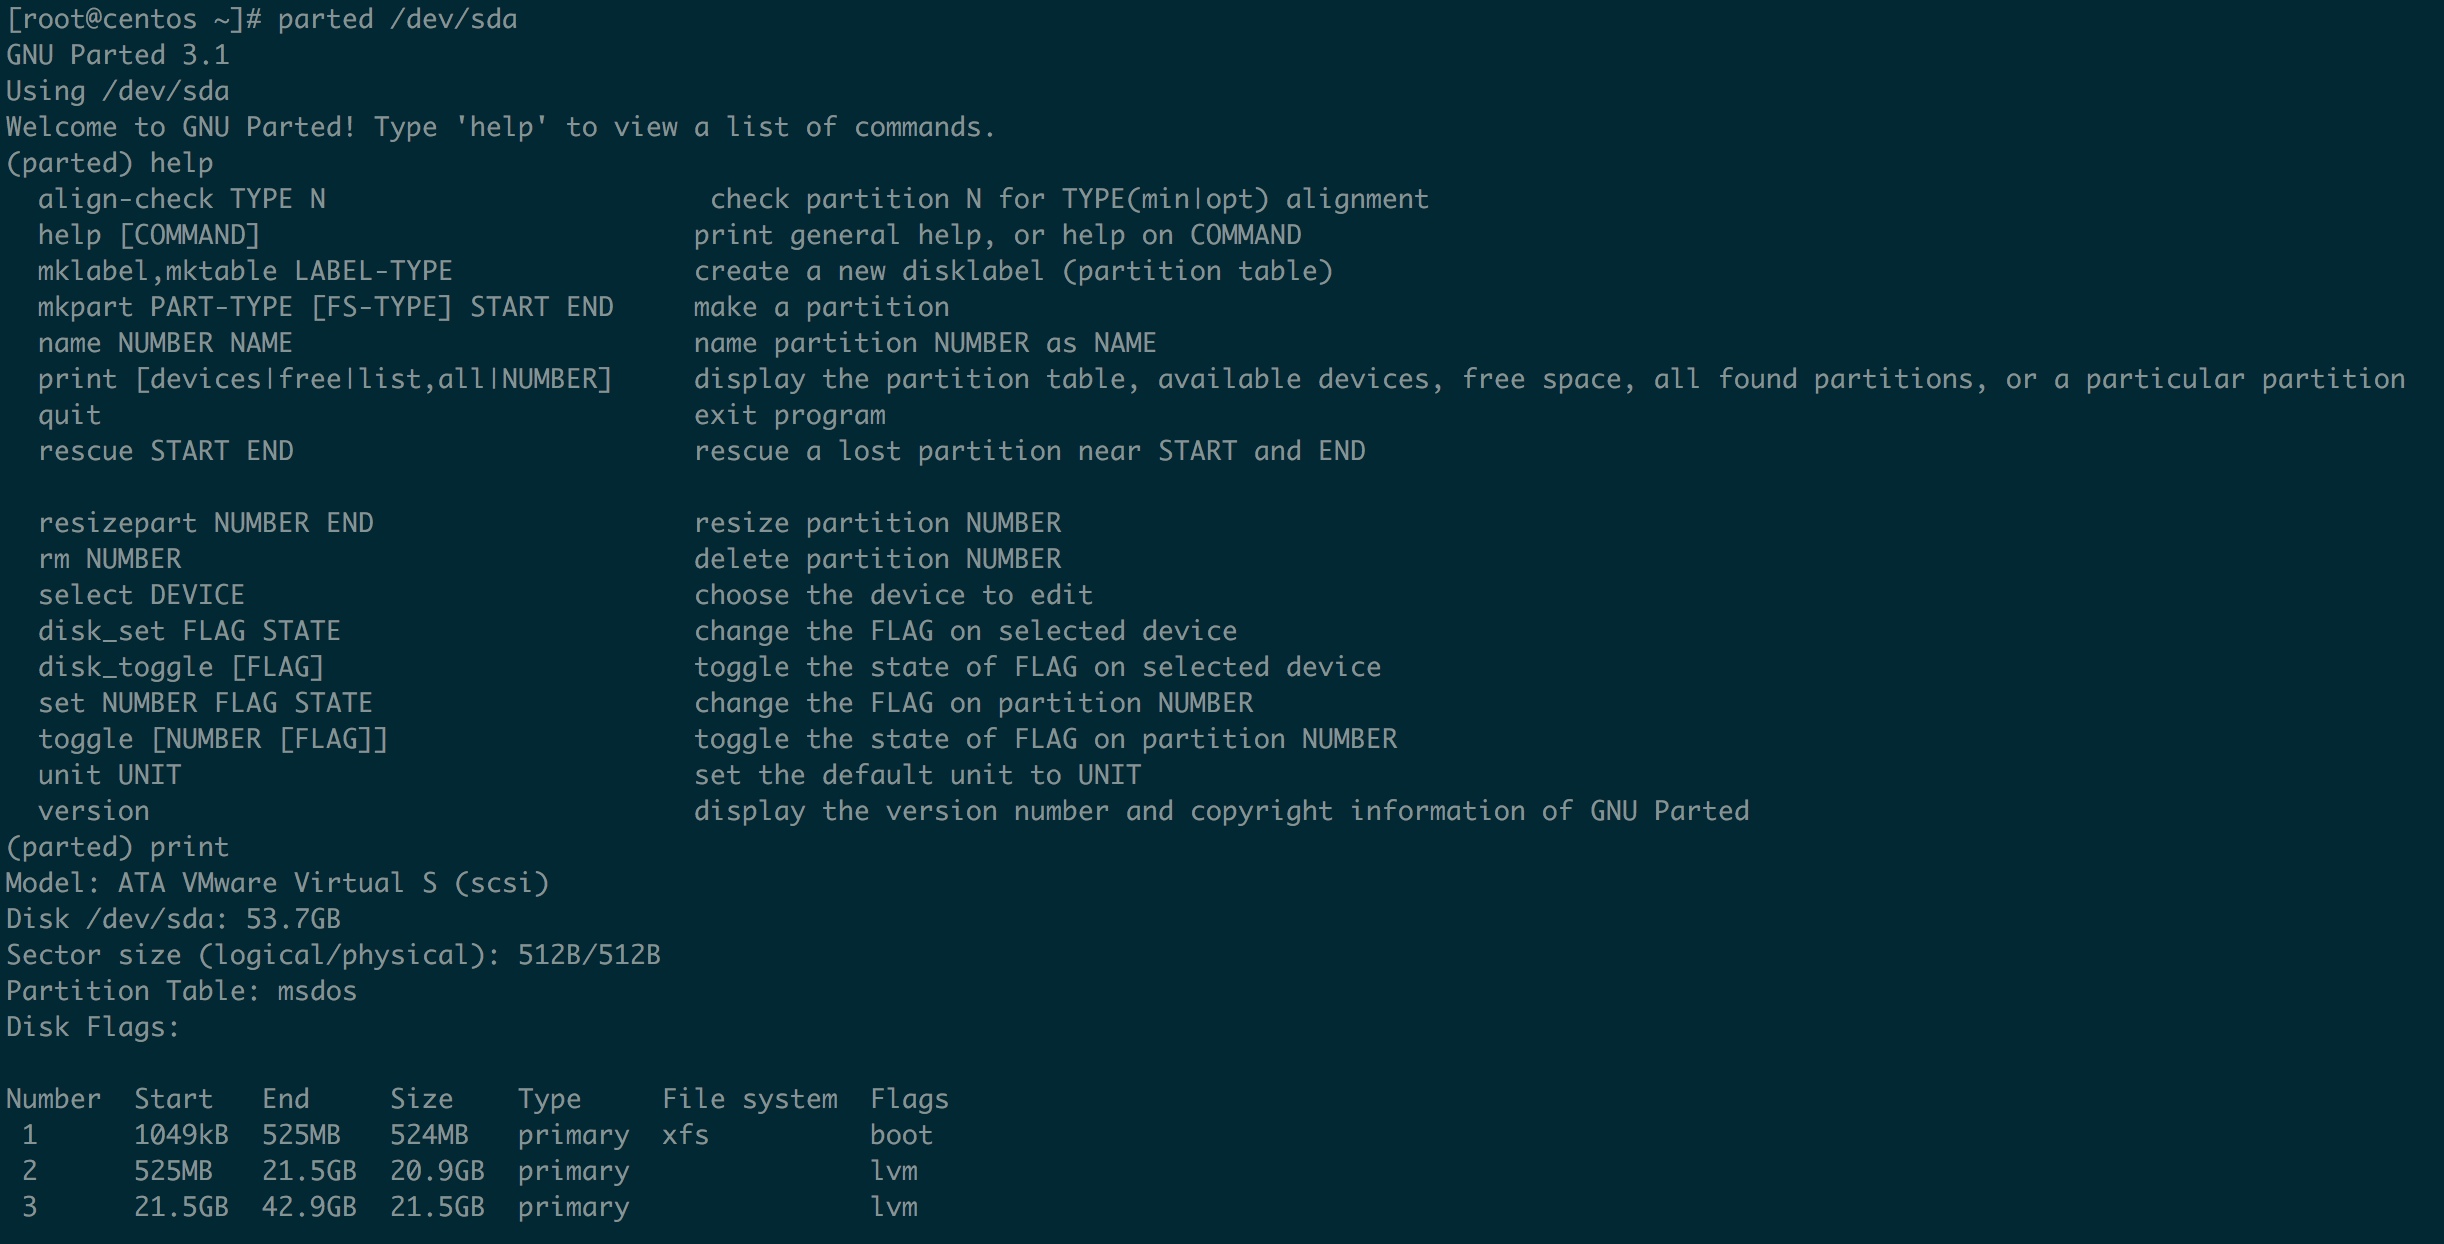 [root@centos ~]# parted /dev/sda
GNU Parted 3.1
Using /dev/sda
Welcome to GNU Parted! Type 'help' to view a list of commands.
(parted) help
  align-check TYPE N                        check partition N for TYPE(min|opt) alignment
  help [COMMAND]                           print general help, or help on COMMAND
  mklabel,mktable LABEL-TYPE               create a new disklabel (partition table)
  mkpart PART-TYPE [FS-TYPE] START END     make a partition
  name NUMBER NAME                         name partition NUMBER as NAME
  print [devices|free|list,all|NUMBER]     display the partition table, available devices, free space, all found partitions, or a particular partition
  quit                                     exit program
  rescue START END                         rescue a lost partition near START and END

  resizepart NUMBER END                    resize partition NUMBER
  rm NUMBER                                delete partition NUMBER
  select DEVICE                            choose the device to edit
  disk_set FLAG STATE                      change the FLAG on selected device
  disk_toggle [FLAG]                       toggle the state of FLAG on selected device
  set NUMBER FLAG STATE                    change the FLAG on partition NUMBER
  toggle [NUMBER [FLAG]]                   toggle the state of FLAG on partition NUMBER
  unit UNIT                                set the default unit to UNIT
  version                                  display the version number and copyright information of GNU Parted
(parted) print
Model: ATA VMware Virtual S (scsi)
Disk /dev/sda: 53.7GB
Sector size (logical/physical): 512B/512B
Partition Table: msdos
Disk Flags:

Number  Start   End     Size    Type     File system  Flags
 1      1049kB  525MB   524MB   primary  xfs          boot
 2      525MB   21.5GB  20.9GB  primary               lvm
 3      21.5GB  42.9GB  21.5GB  primary               lvm